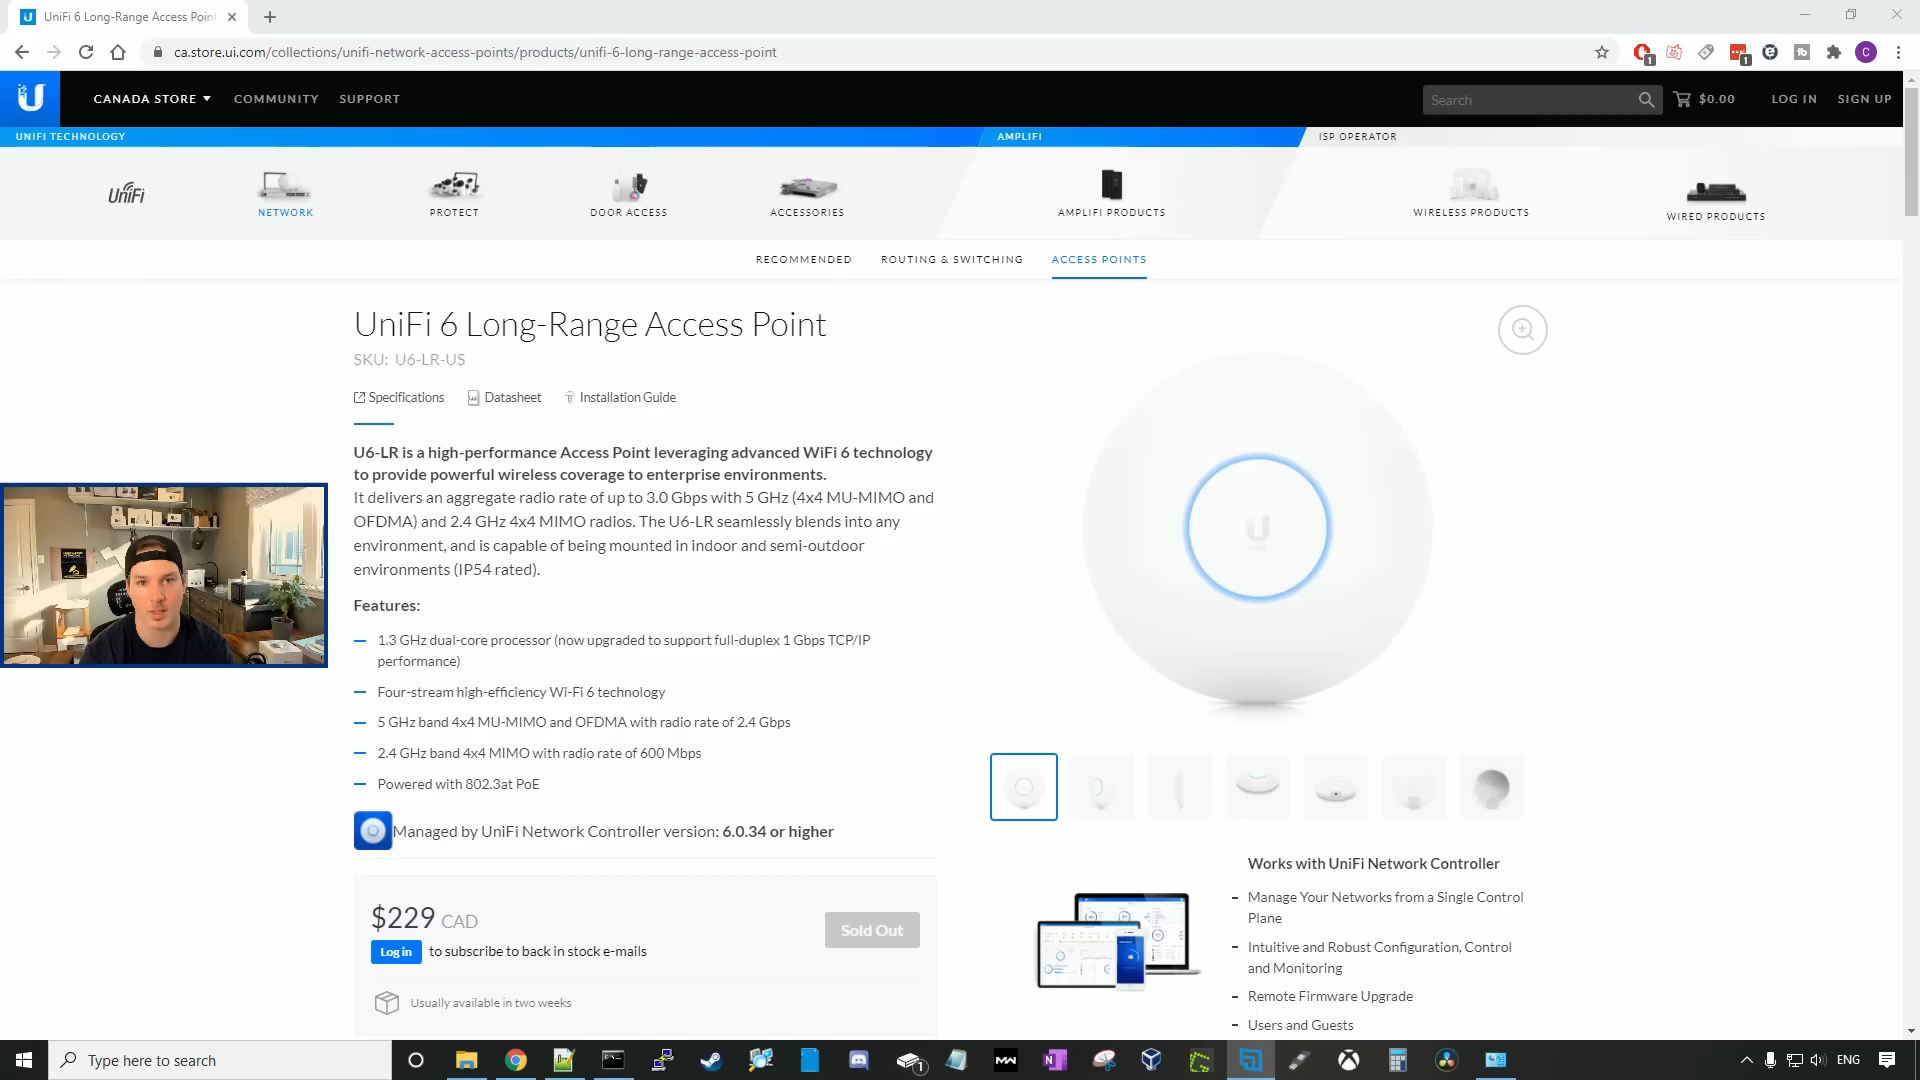 UniFi 6 Long-Range Access Point
ca.store.ui.com/collections/unifi-network-access-points/products/unifi-6-long-range-access-point
1
1
C
CANADA STORE
COMMUNITY
SUPPORT
Search
$0.00
LOG IN
SIGN UP
UNIFI TECHNOLOGY
AMPLIFI
ISP OPERATOR
UniFi
NETWORK
PROTECT
DOOR ACCESS
ACCESSORIES
AMPLIFI PRODUCTS
WIRELESS PRODUCTS
WIRED PRODUCTS
RECOMMENDED
ROUTING & SWITCHING
ACCESS POINTS
UniFi 6 Long-Range Access Point
SKU: U6-LR-US
Specifications
Datasheet
Installation Guide
U6-LR is a high-performance Access Point leveraging advanced WiFi 6 technology
to provide powerful wireless coverage to enterprise environments.
It delivers an aggregate radio rate of up to 3.0 Gbps with 5 GHz (4x4 MU-MIMO and
OFDMA) and 2.4 GHz 4x4 MIMO radios. The U6-LR seamlessly blends into any
environment, and is capable of being mounted in indoor and semi-outdoor
environments (IP54 rated).
Features:
1.3 GHz dual-core processor (now upgraded to support full-duplex 1 Gbps TCP/IP
performance)
Four-stream high-efficiency Wi-Fi 6 technology
5 GHz band 4x4 MU-MIMO and OFDMA with radio rate of 2.4 Gbps
2.4 GHz band 4x4 MIMO with radio rate of 600 Mbps
Powered with 802.3at PoE
Managed by UniFi Network Controller version: 6.0.34 or higher
$229 CAD
Sold Out
Log in to subscribe to back in stock e-mails
Usually available in two weeks
Works with UniFi Network Controller
- Manage Your Networks from a Single Control
Plane
- Intuitive and Robust Configuration, Control
and Monitoring
- Remote Firmware Upgrade
- Users and Guests
Type here to search
1
ENG